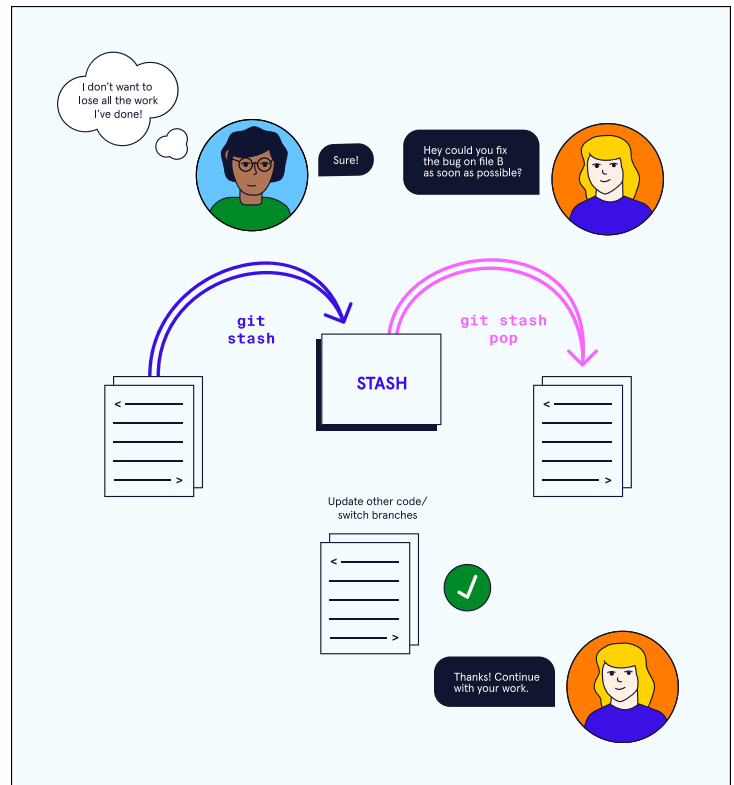 I don't want to
lose all the work
I've done!
Sure!
Hey could you fix
the bug on file B
as soon as possible?
git
stash
git stash
pop
STASH
<
>
<
>
Update other code/
switch branches
<
>
Thanks! Continue
with your work.